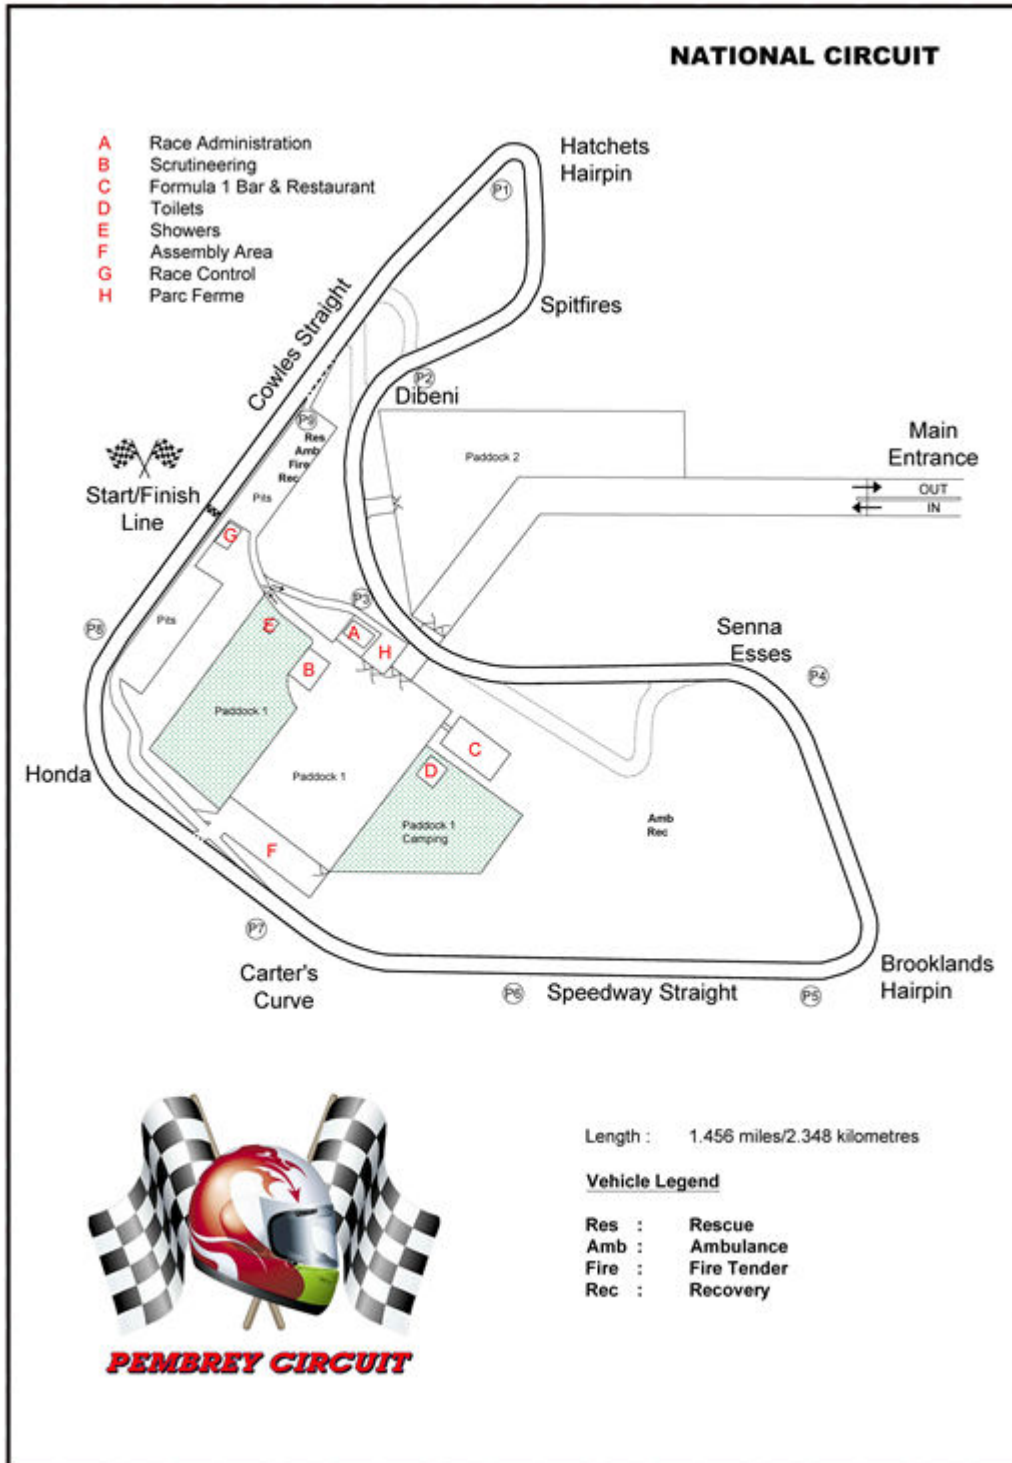 NATIONAL CIRCUIT
A Race Administration
B Scrutineering
C Formula 1 Bar & Restaurant
D Toilets
E Showers
F Assembly Area
G Race Control
H Parc Ferme
Hatchets
Hairpin
P1
Spitfires
Cowles Straight
P2
Dibeni
P9
Res
Amb
Fire
Rec
Pits
Paddock 2
Main
Entrance
OUT
IN
Start/Finish
Line
G
P3
Pits
E
A
H
B
P8
Senna
Esses
P4
Paddock 1
C
D
Honda
Paddock 1
Paddock 1
Camping
Amb
Rec
F
P7
Carter's
Curve
P6
Speedway Straight
P5
Brooklands
Hairpin
Length : 1.456 miles/2.348 kilometres
Vehicle Legend
Res : Rescue
Amb : Ambulance
Fire : Fire Tender
Rec : Recovery
PEMBREY CIRCUIT